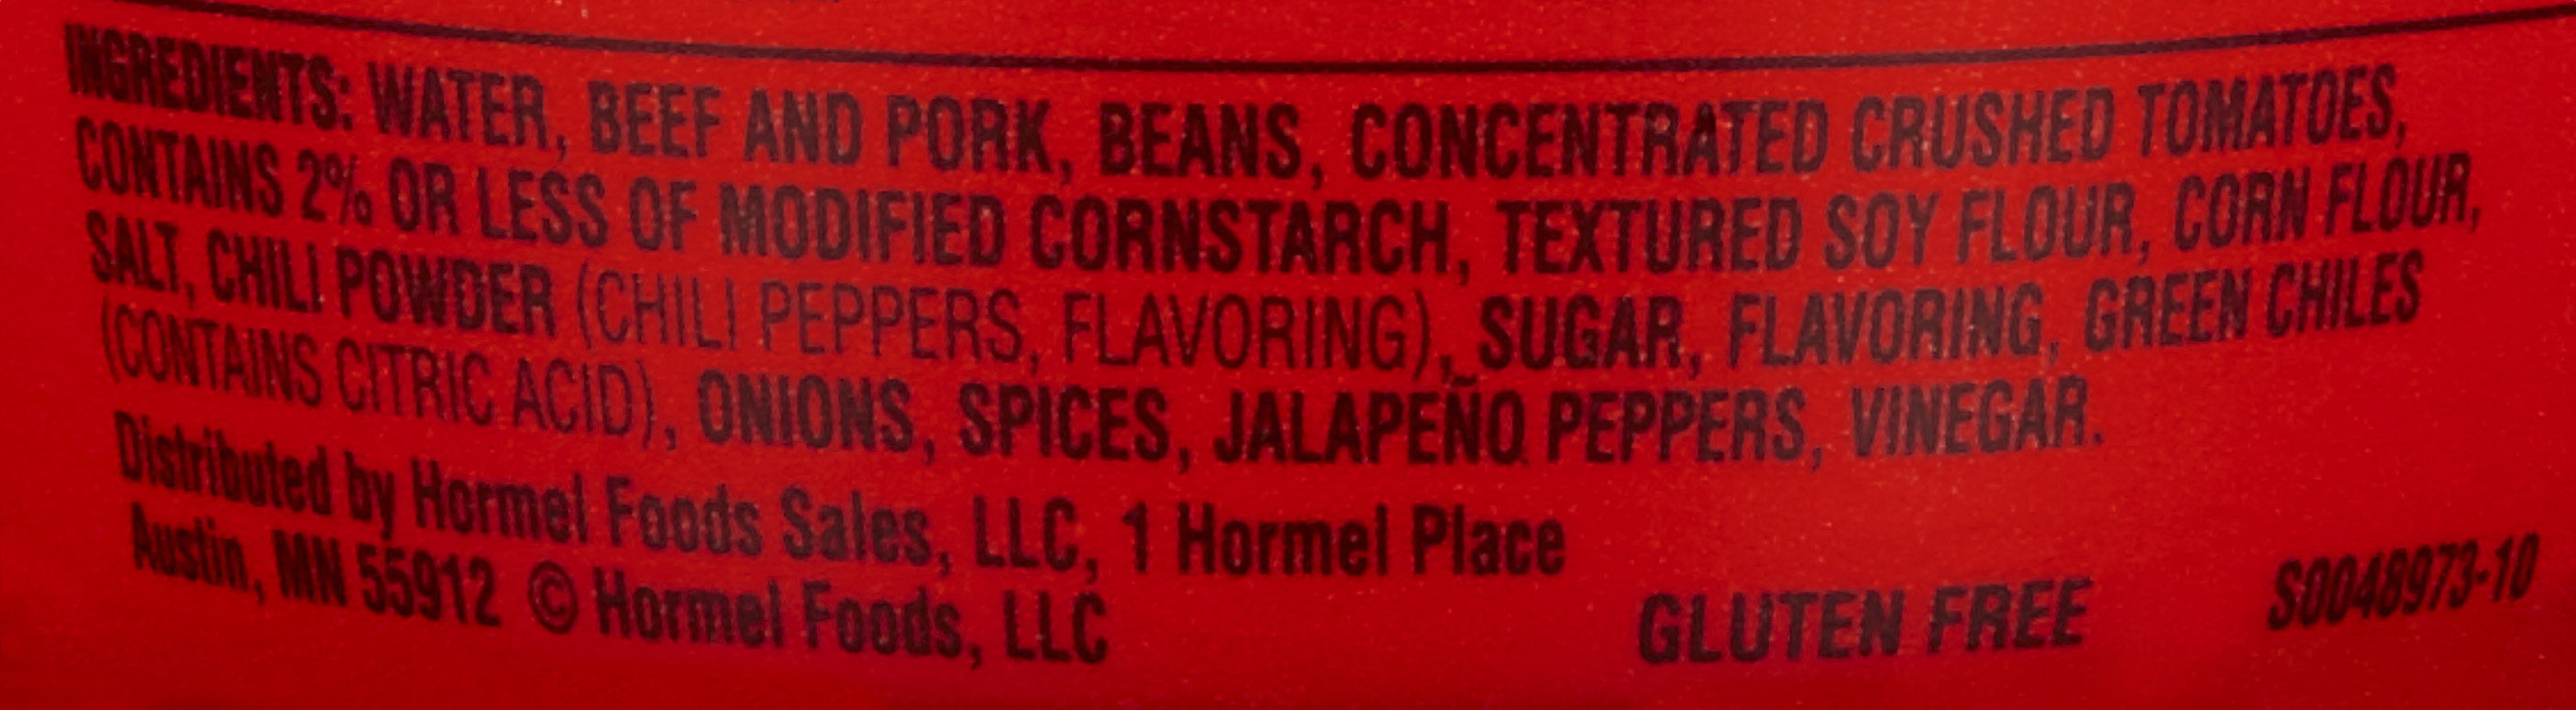 INGREDIENTS: WATER, BEEF AND PORK, BEANS, CONCENTRATED CRUSHED TOMATOES,
CONTAINS 2% OR LESS OF MODIFIED CORNSTARCH, TEXTURED SOY FLOUR, CORN FLOUR,
SALT, CHILI POWDER (CHILI PEPPERS, FLAVORING), SUGAR, FLAVORING, GREEN CHILES
(CONTAINS CITRIC ACID), ONIONS, SPICES, JALAPEÑO PEPPERS, VINEGAR.
Distributed by Hormel Foods Sales, LLC, 1 Hormel Place
Austin, MN 55912 © Hormel Foods, LLC
GLUTEN FREE
S0048973-10